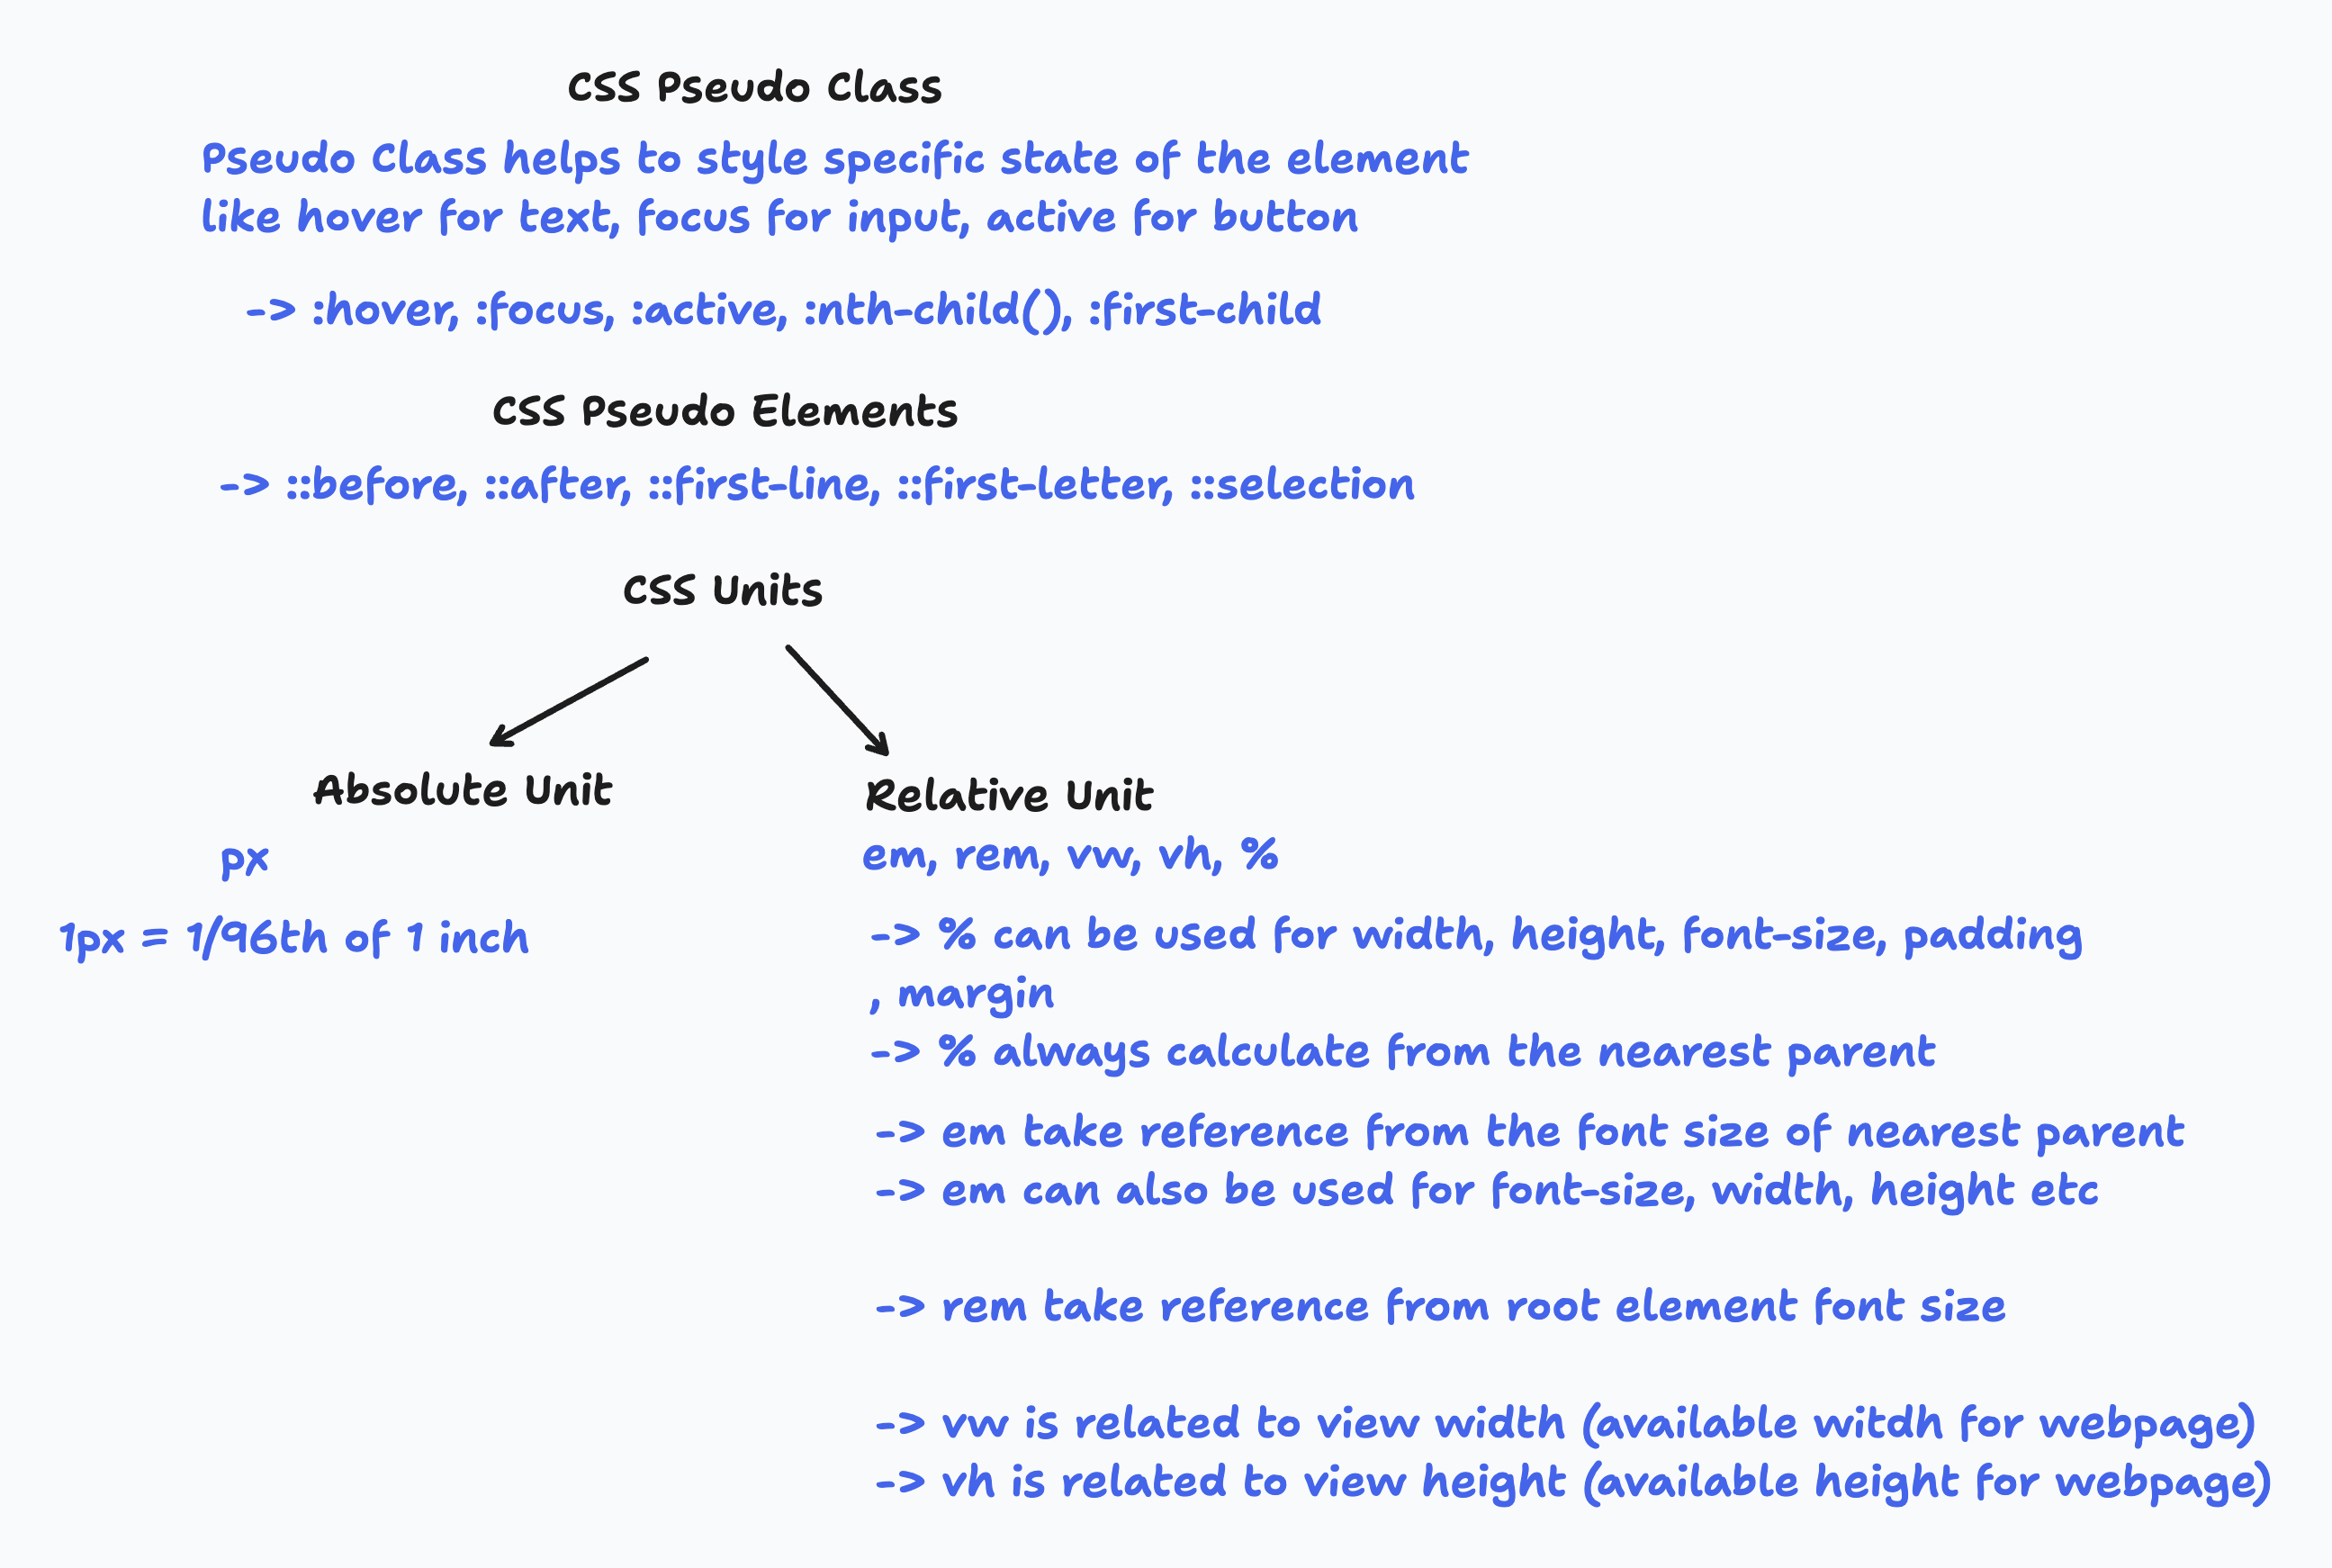 CSS Pseudo Class
Pseudo Class helps to style specific state of the element
like hover for text, focus for input, active for button
-> :hover, :focus, :active, :nth-child(), :first-child
CSS Pseudo Elements
-> ::before, ::after, ::first-line, ::first-letter, ::selection
CSS Units
Absolute Unit
px
1px = 1/96th of 1 inch
Relative Unit
em, rem, vw, vh, %
-> % can be used for width, height, font-size, padding
, margin
-> % always calculate from the nearest parent
-> em take reference from the font size of nearest parent
-> em can also be used for font-size, width, height etc
-> rem take reference from root element font size
-> vw is related to view width (available witdh for webpage)
-> vh is related to view height (available height for webpage)